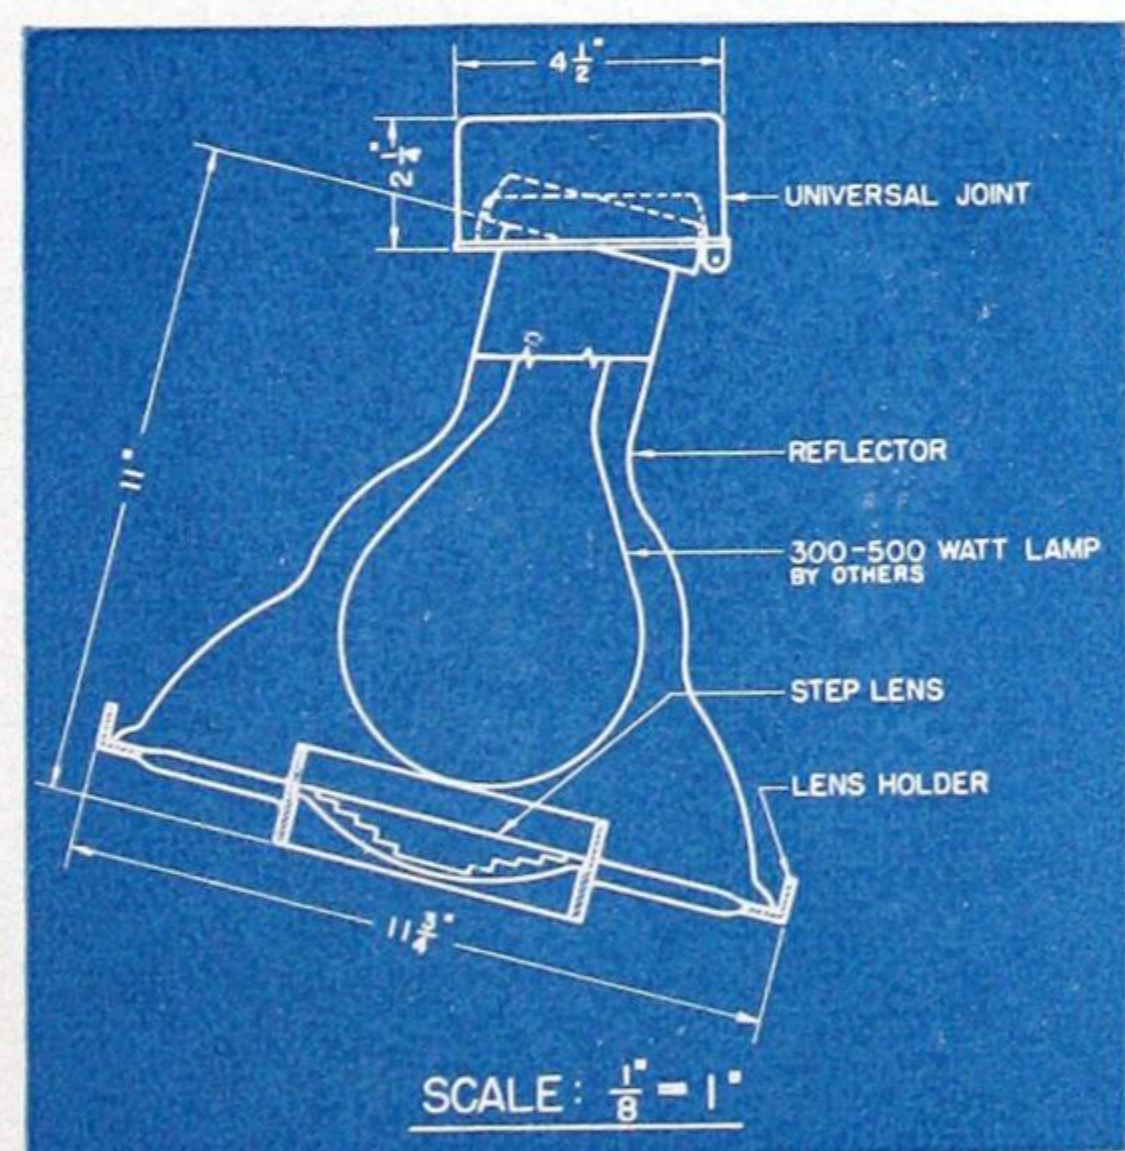 4 1/2"
2 1/4"
UNIVERSAL JOINT
11"
REFLECTOR
300-500 WATT LAMP
BY OTHERS
STEP LENS
LENS HOLDER
11 3/4"
SCALE: 1/8" = 1"